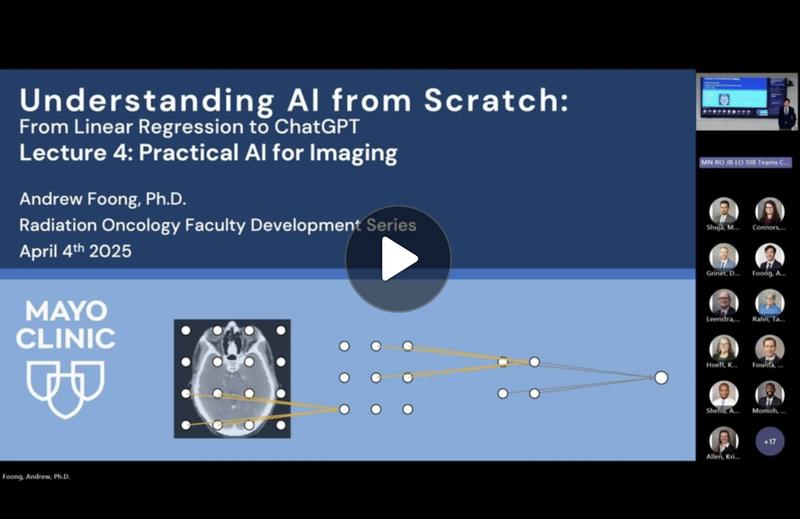 Understanding AI from Scratch:
From Linear Regression to ChatGPT
Lecture 4: Practical AI for Imaging
Andrew Foong, Ph.D.
Radiation Oncology Faculty Development Series
April 4th 2025
MAYO
CLINIC
MN RO JB LO 108 Teams C...
Shuja, M...
Connors,...
Griner, D...
Foong, A...
Leenstra,...
Rahn, Ta...
Hoeft, K...
Founta, ...
Shehu, A...
Momoh, ...
Allen, Kri...
+17
Foong, Andrew, Ph.D.